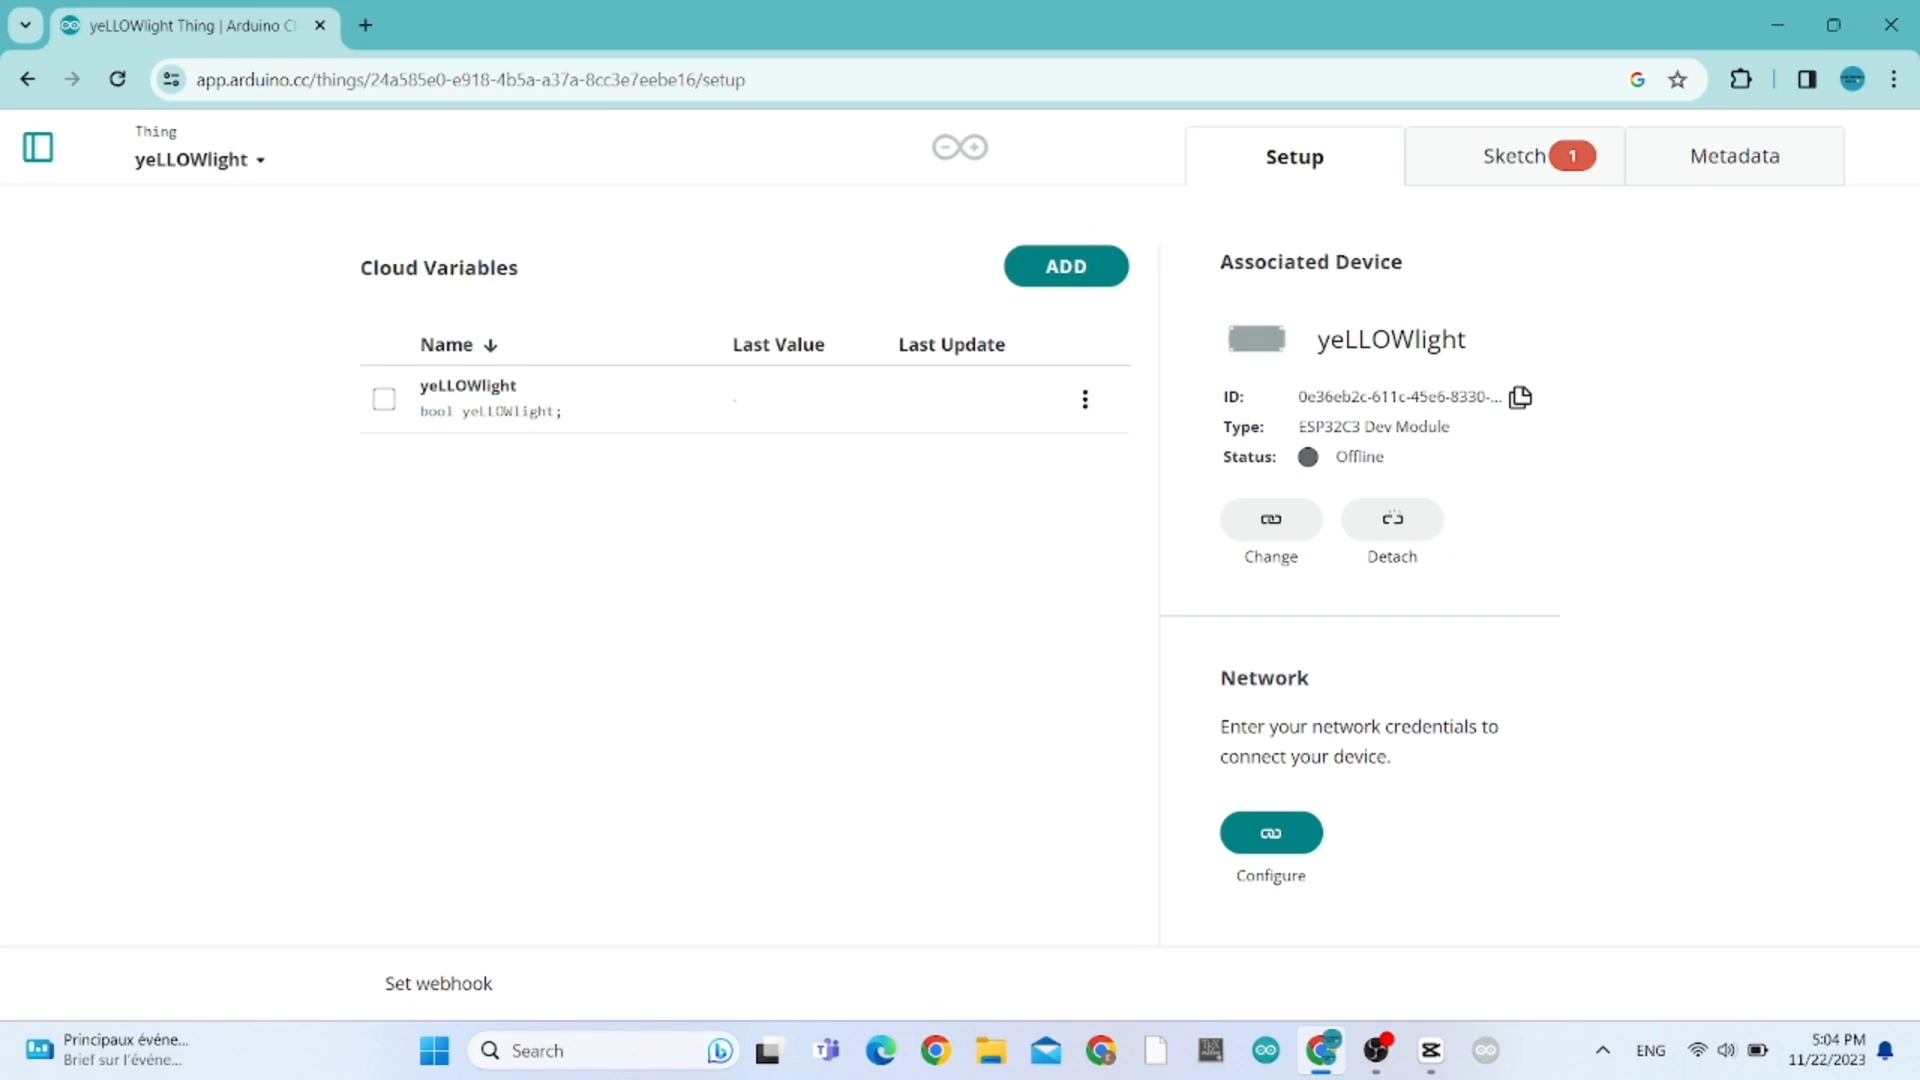 yeLLOWlight Thing | Arduino Cl
app.arduino.cc/things/24a585e0-e918-4b5a-a37a-8cc3e7eebe16/setup
Thing
yeLLOWlight
Setup
Sketch 1
Metadata
Cloud Variables
ADD
Name
Last Value
Last Update
yeLLOWlight
bool yeLLOWlight;
Associated Device
yeLLOWlight
ID: 0e36eb2c-611c-45e6-8330-...
Type: ESP32C3 Dev Module
Status: Offline
Change
Detach
Network
Enter your network credentials to
connect your device.
Configure
Set webhook
Principaux événe...
Brief sur l'événe...
Search
ENG
5:04 PM
11/22/2023